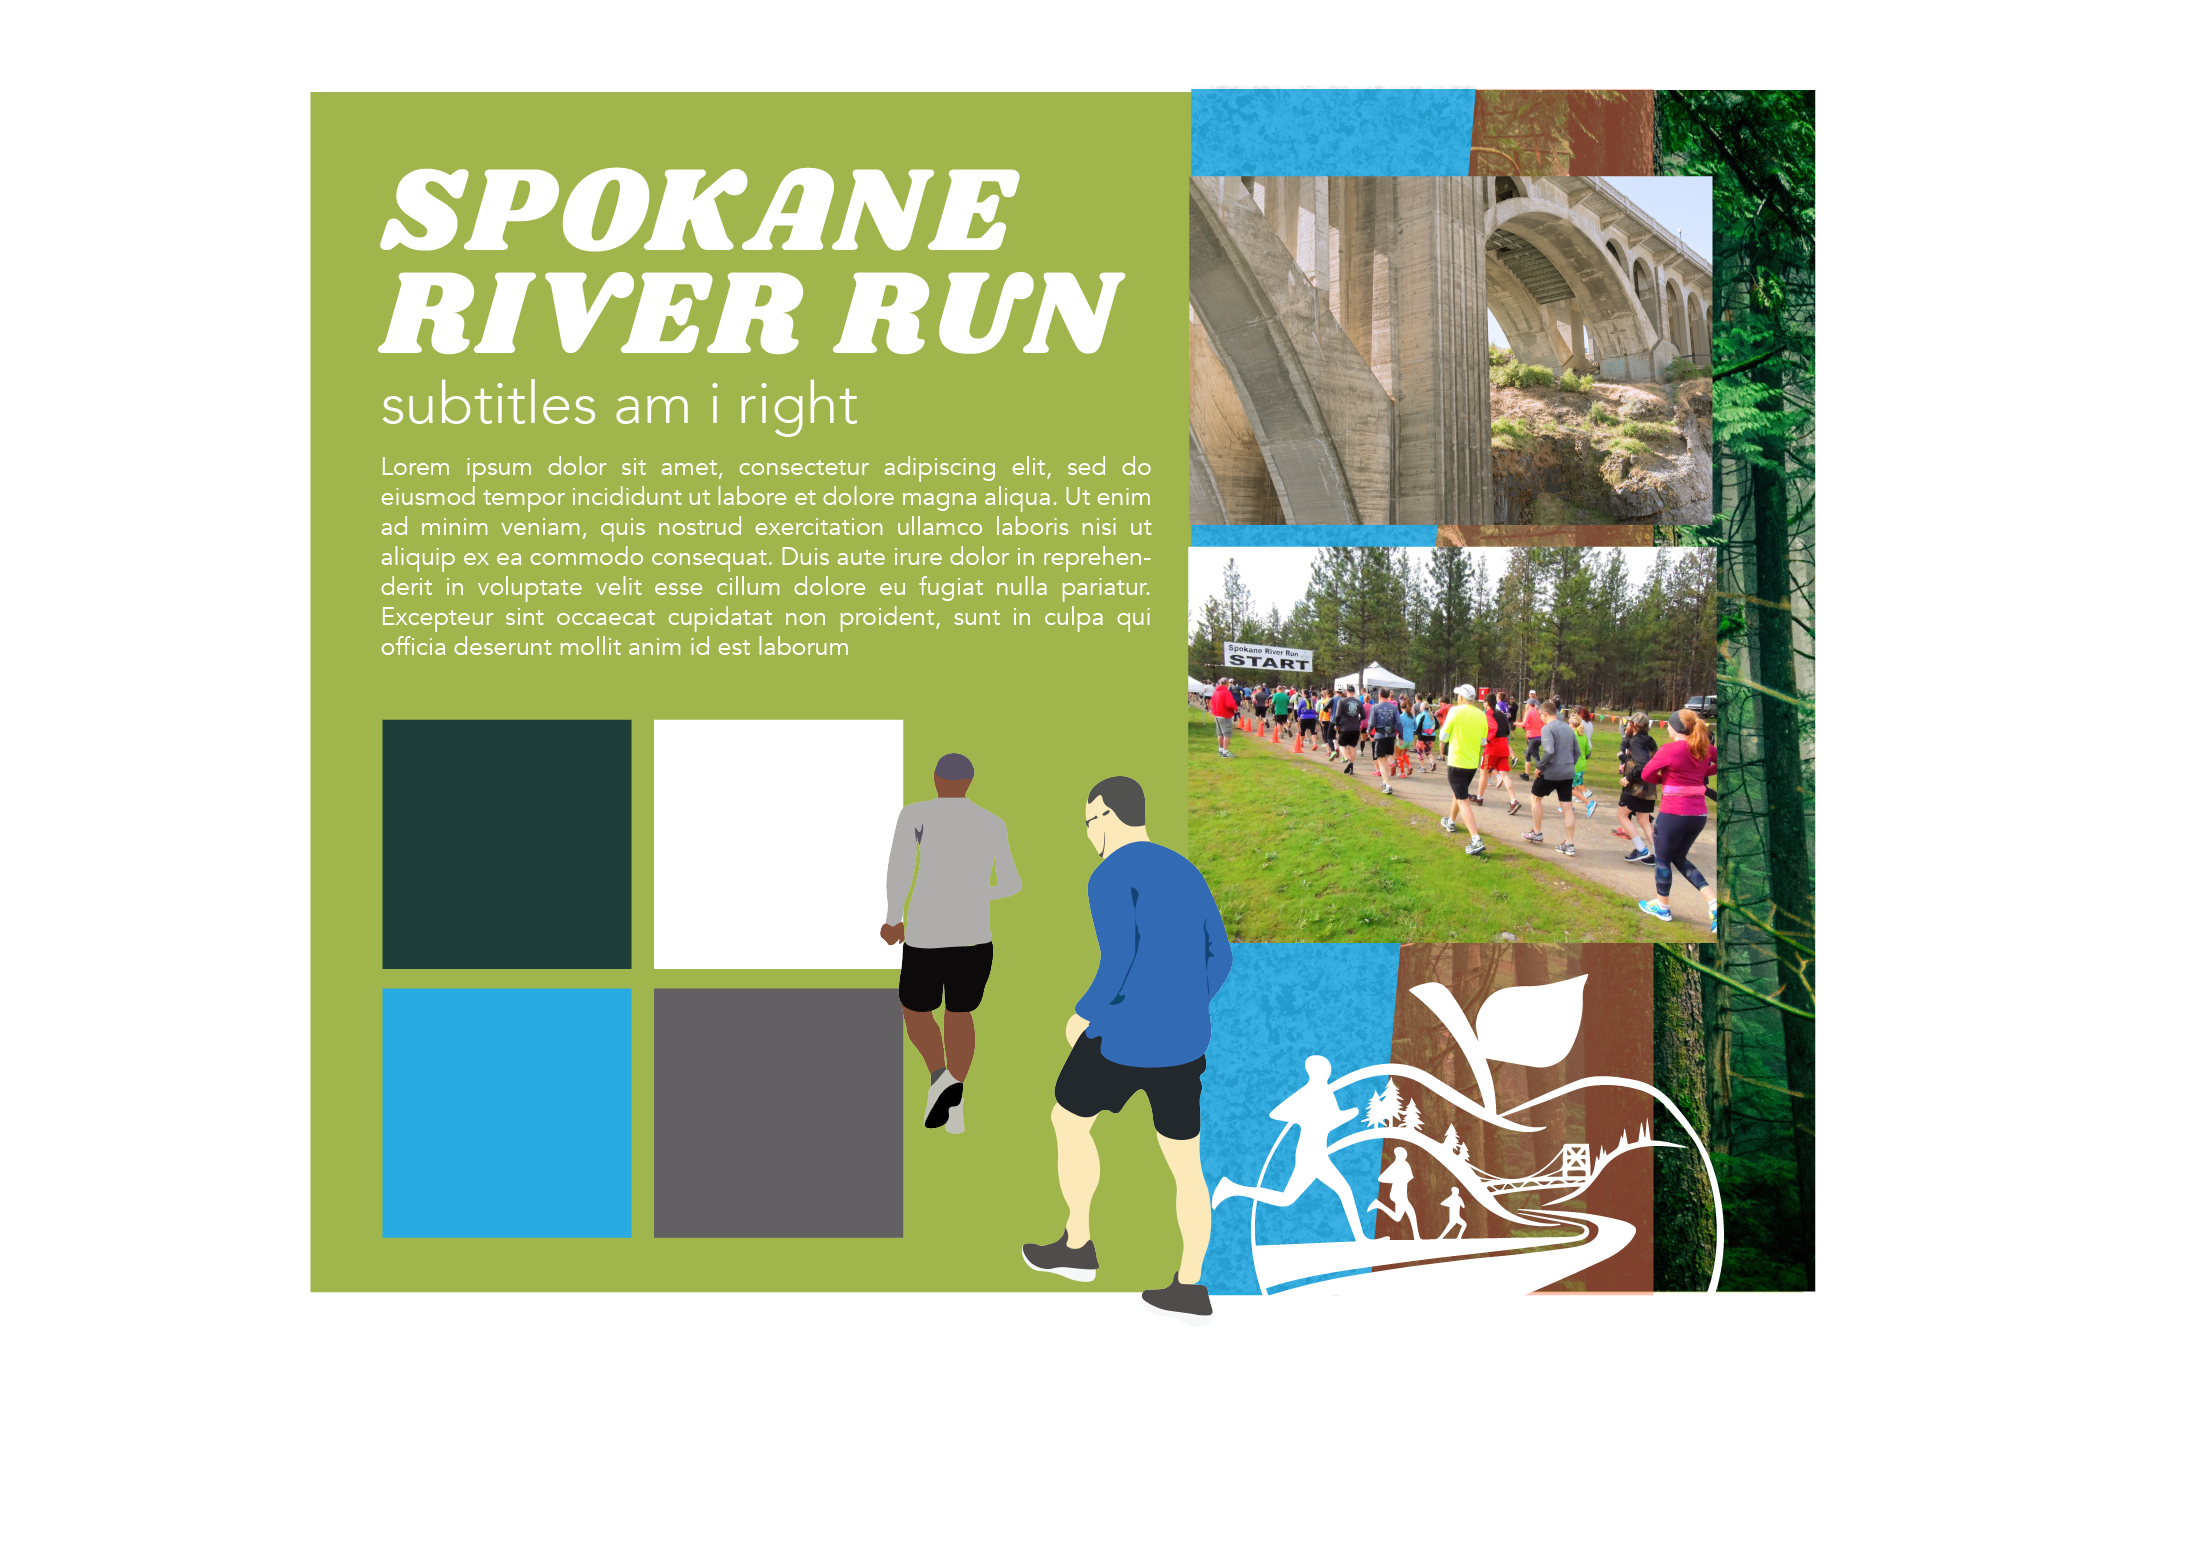 SPOKANE
RIVER RUN
subtitles am i right
Lorem ipsum dolor sit amet, consectetur adipiscing elit, sed do
eiusmod tempor incididunt ut labore et dolore magna aliqua. Ut enim
ad minim veniam, quis nostrud exercitation ullamco laboris nisi ut
aliquip ex ea commodo consequat. Duis aute irure dolor in reprehen-
derit in voluptate velit esse cillum dolore eu fugiat nulla pariatur.
Excepteur sint occaecat cupidatat non proident, sunt in culpa qui
officia deserunt mollit anim id est laborum
Spokane River Run
START